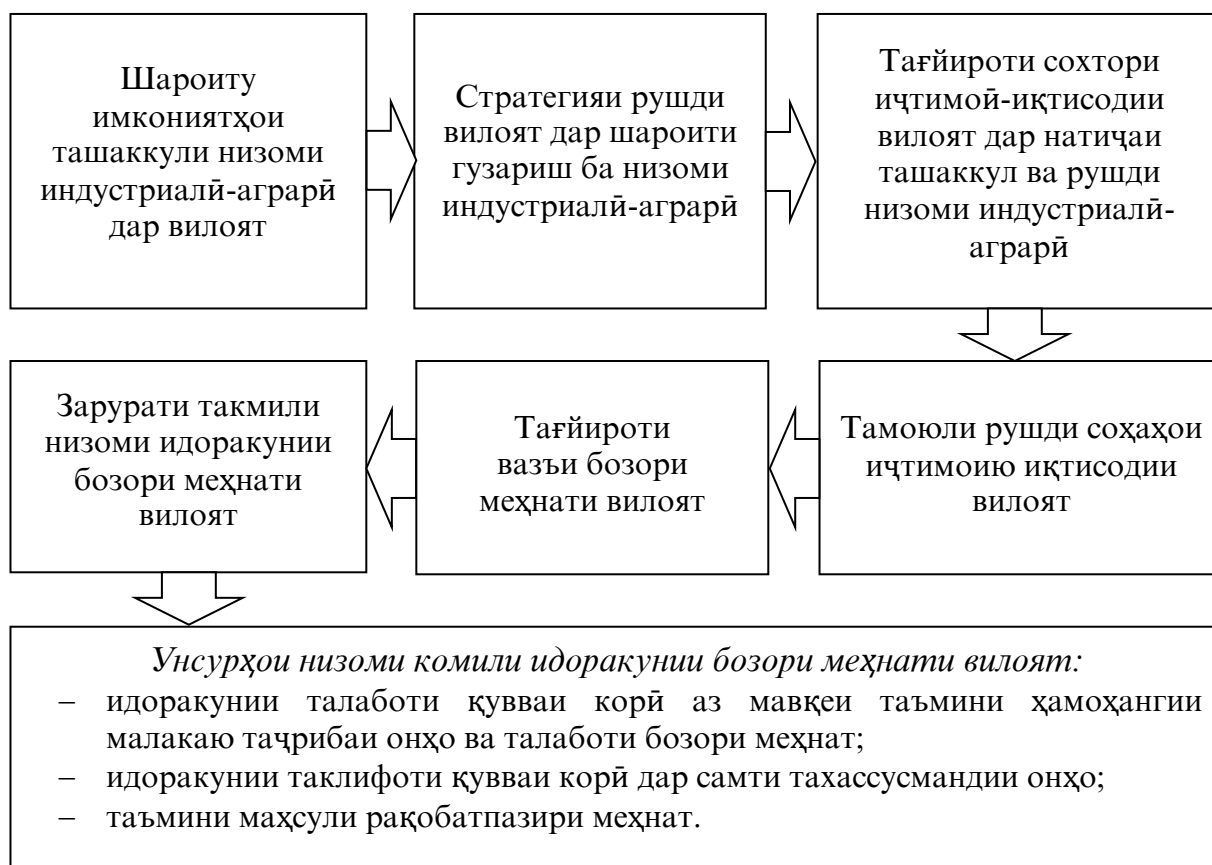 Шароиту
имкониятҳои
ташаккули низоми
индустриалӣ-аграрӣ
дар вилоят
Стратегияи рушди
вилоят дар шароити
гузариш ба низоми
индустриалӣ-аграрӣ
Тағйироти сохтори
иҷтимоӣ-иқтисодии
вилоят дар натиҷаи
ташаккул ва рушди
низоми индустриалӣ-
аграрӣ
Тамоюли рушди соҳаҳои
иҷтимоию иқтисодии
вилоят
Тағйироти
вазъи бозори
меҳнати вилоят
Зарурати такмили
низоми идоракунии
бозори меҳнати
вилоят
Унсурҳои низоми комили идоракунии бозори меҳнати вилоят:
– идоракунии талаботи қувваи корӣ аз мавқеи таъмини ҳамоҳангии
малакаю таҷрибаи онҳо ва талаботи бозори меҳнат;
– идоракунии таклифоти қувваи корӣ дар самти тахассусмандии онҳо;
– таъмини маҳсули рақобатпазири меҳнат.